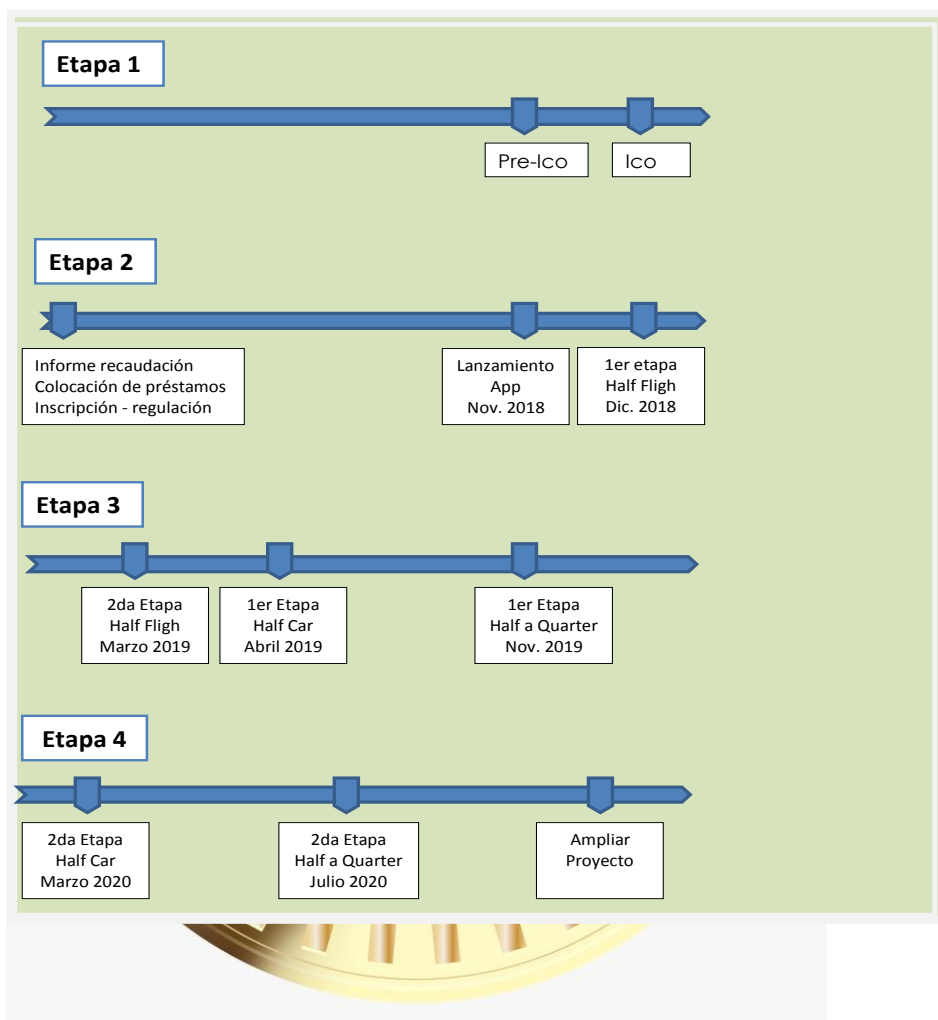 Etapa 1
Pre-Ico
Ico
Etapa 2
Informe recaudación
Colocación de préstamos
Inscripción - regulación
Lanzamiento
App
Nov. 2018
1er etapa
Half Fligh
Dic. 2018
Etapa 3
2da Etapa
Half Fligh
Marzo 2019
1er Etapa
Half Car
Abril 2019
1er Etapa
Half a Quarter
Nov. 2019
Etapa 4
2da Etapa
Half Car
Marzo 2020
2da Etapa
Half a Quarter
Julio 2020
Ampliar
Proyecto